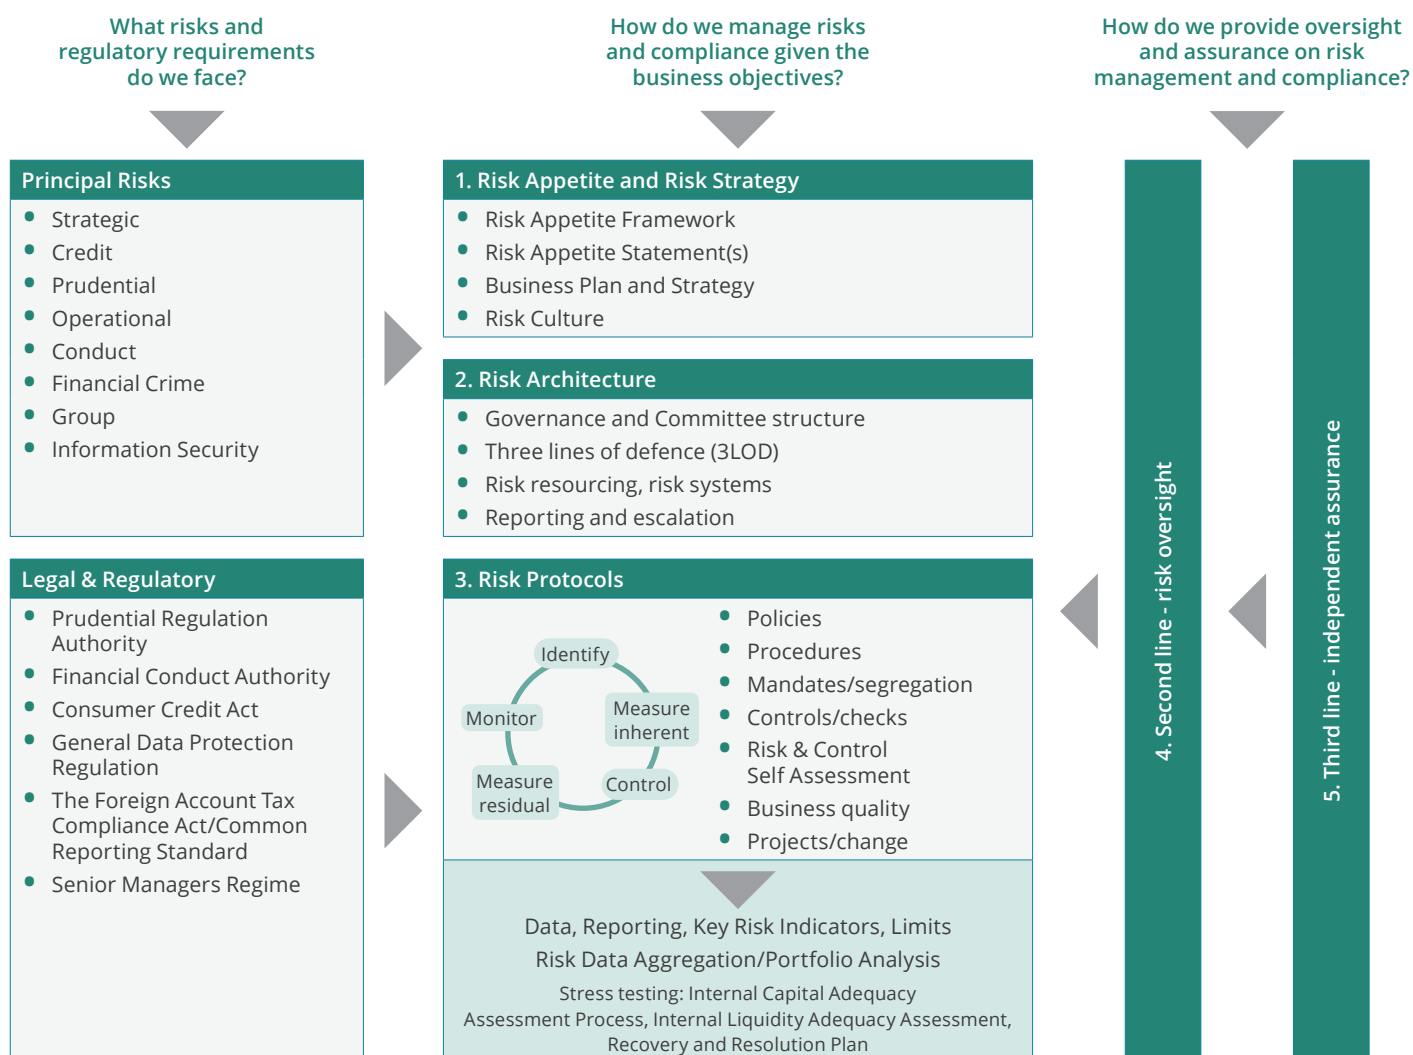 What risks and
regulatory requirements
do we face?
How do we manage risks
and compliance given the
business objectives?
How do we provide oversight
and assurance on risk
management and compliance?
Principal Risks
Strategic
Credit
Prudential
Operational
Conduct
Financial Crime
Group
Information Security
Legal & Regulatory
Prudential Regulation
Authority
Financial Conduct Authority
Consumer Credit Act
General Data Protection
Regulation
The Foreign Account Tax
Compliance Act/Common
Reporting Standard
Senior Managers Regime
1. Risk Appetite and Risk Strategy
Risk Appetite Framework
Risk Appetite Statement(s)
Business Plan and Strategy
Risk Culture
2. Risk Architecture
Governance and Committee structure
Three lines of defence (3LOD)
Risk resourcing, risk systems
Reporting and escalation
3. Risk Protocols
Identify
Measure
inherent
Control
Measure
residual
Monitor
Policies
Procedures
Mandates/segregation
Controls/checks
Risk & Control
Self Assessment
Business quality
Projects/change
Data, Reporting, Key Risk Indicators, Limits
Risk Data Aggregation/Portfolio Analysis
Stress testing: Internal Capital Adequacy
Assessment Process, Internal Liquidity Adequacy Assessment,
Recovery and Resolution Plan
4. Second line - risk oversight
5. Third line - independent assurance